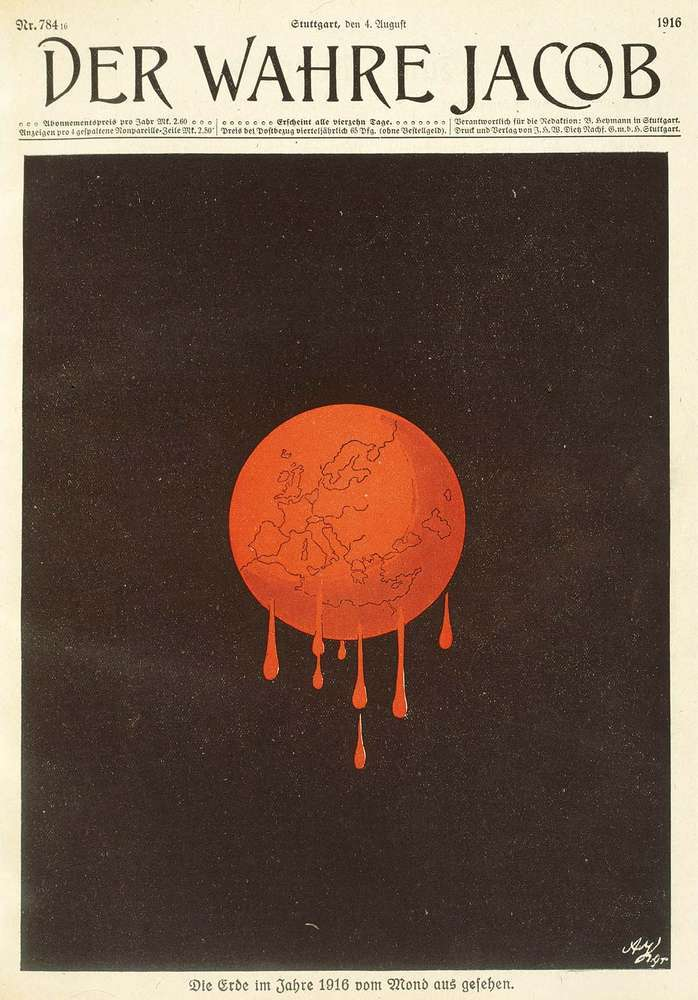 Nr. 784 16 Stuttgart, den 4. August 1916
DER WAHRE JACOB
Abonnementspreis pro Jahr Mk. 2.60
Anzeigen pro 4 gespaltene Nonpareille-Zeile Mk. 2.50
Erscheint alle vierzehn Tage.
Preis bei Postbezug vierteljährlich 65 Pfg. (ohne Bestellgeld).
Verantwortlich für die Redaktion: B. Heymann in Stuttgart.
Druck und Verlag von J. H. W. Dietz Nachf. G. m. b. H. Stuttgart.
Die Erde im Jahre 1916 vom Mond aus gesehen.